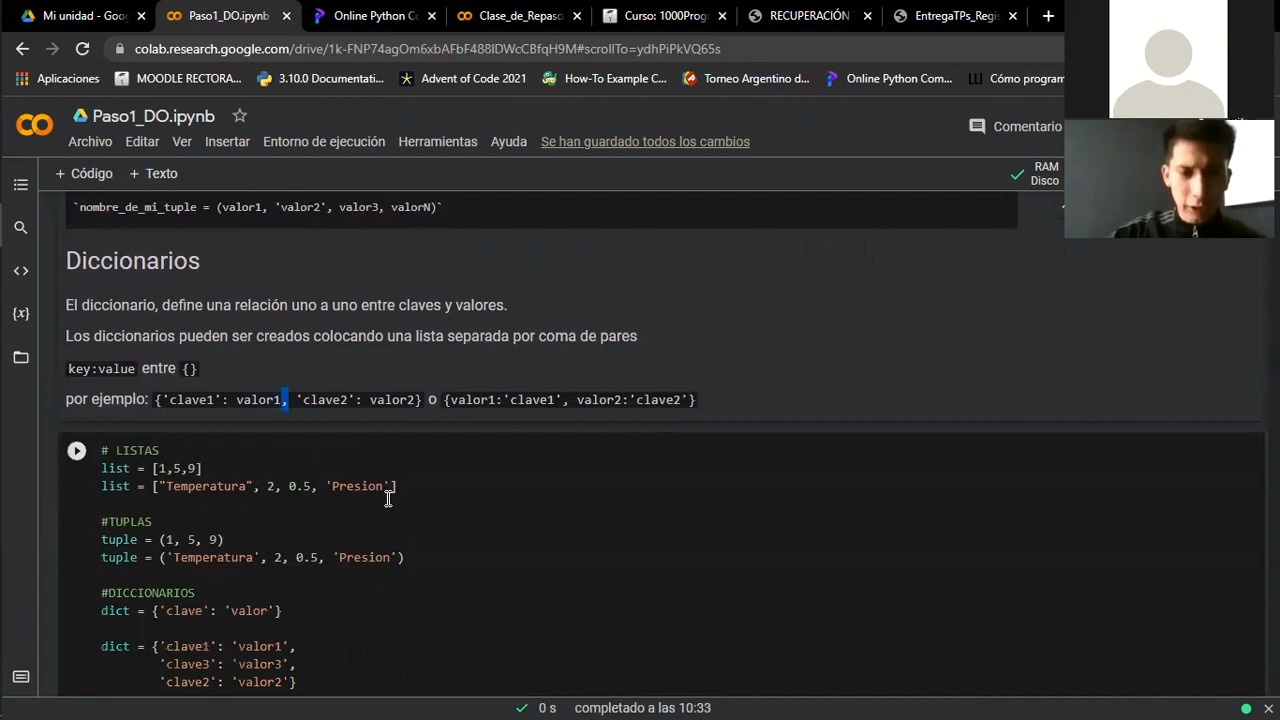 Mi unidad - G
Paso1_DO.ipynb
Online Python Co
Clase_de_Repaso
Curso: 1000Prog
RECUPERACIÓN
EntregaTPs_Regis
colab.research.google.com/drive/1k-FNP74agOm6xbAFbF488IDWcCBfqH9M#scrollTo=ydhPiPkVQ65s
Aplicaciones
MOODLE RECTORA...
3.10.0 Documentati...
Advent of Code 2021
How-To Example C...
Torneo Argentino d...
Online Python Com...
Cómo program
Paso1_DO.ipynb
Archivo Editar Ver Insertar Entorno de ejecución Herramientas Ayuda Se han guardado todos los cambios
Comentario
+ Código + Texto
RAM
Disco
`nombre_de_mi_tuple = (valor1, 'valor2', valor3, valorN)`
Diccionarios
El diccionario, define una relación uno a uno entre claves y valores.
Los diccionarios pueden ser creados colocando una lista separada por coma de pares
key:value entre {}
por ejemplo: {'clave1': valor1, 'clave2': valor2} o {valor1:'clave1', valor2:'clave2'}
# LISTAS
list = [1,5,9]
list = ["Temperatura", 2, 0.5, 'Presion']
#TUPLAS
tuple = (1, 5, 9)
tuple = ('Temperatura', 2, 0.5, 'Presion')
#DICCIONARIOS
dict = {'clave': 'valor'}
dict = {'clave1': 'valor1',
'clave3': 'valor3',
'clave2': 'valor2'}
0 s completado a las 10:33